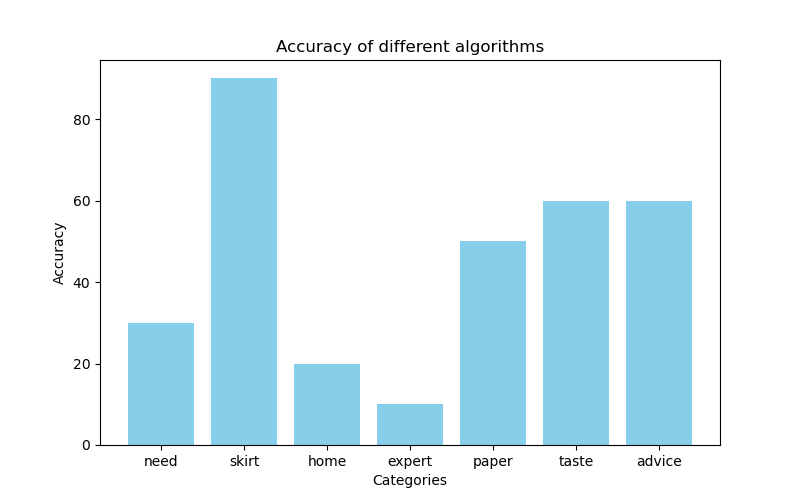 Accuracy of different algorithms
Accuracy
80
60
40
20
0
need skirt home expert paper taste advice
Categories